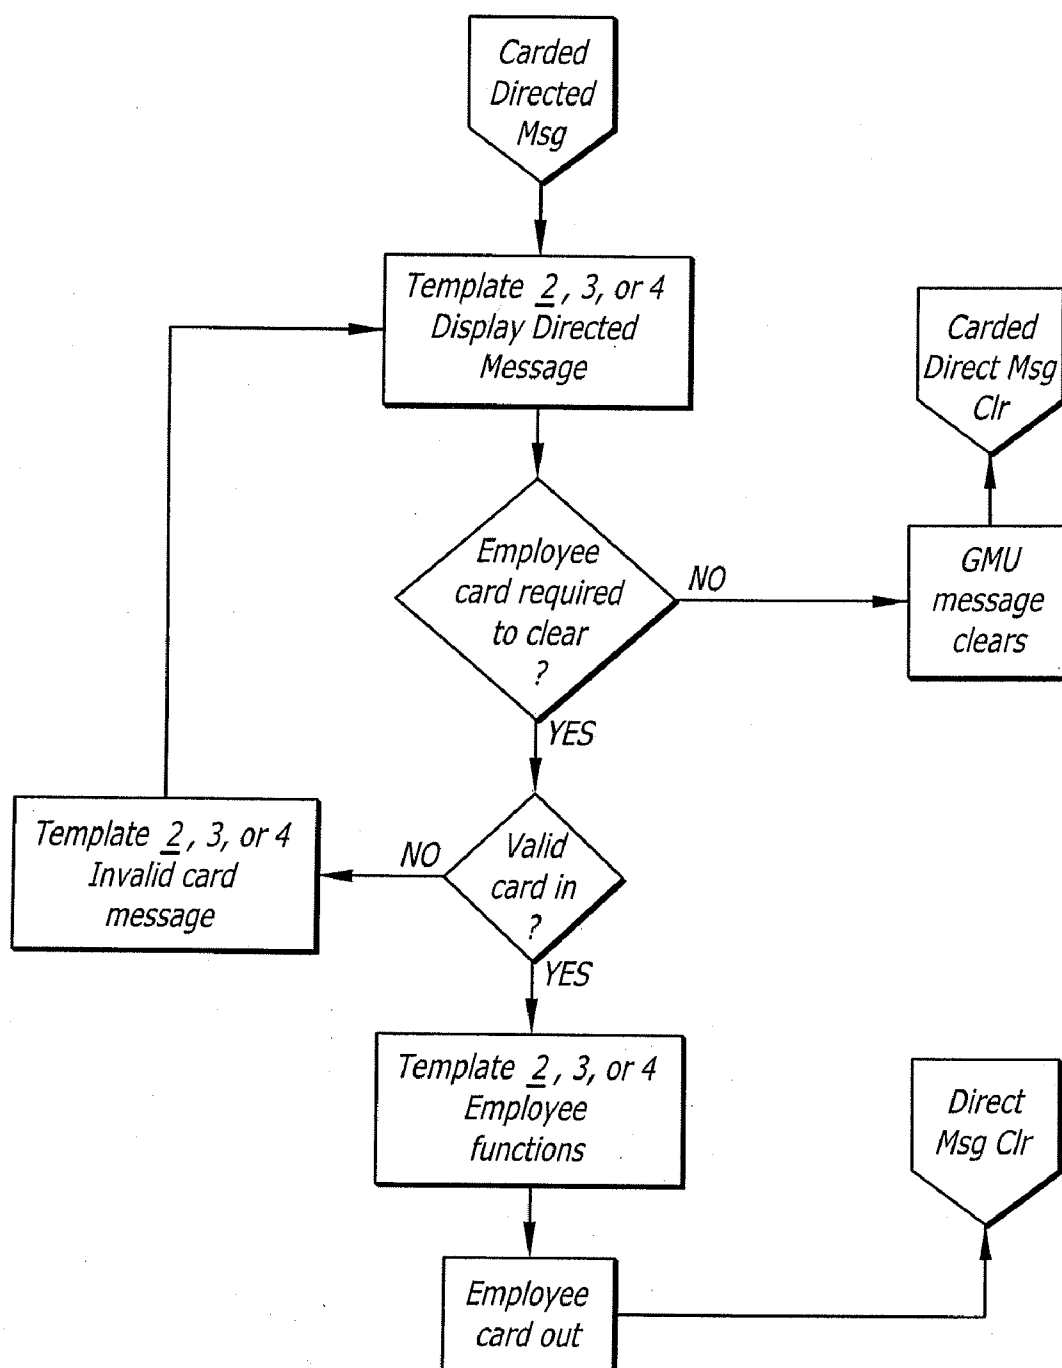 Carded
Directed
Msg
Template 2, 3, or 4
Display Directed
Message
Carded
Direct Msg
Clr
Employee
card required
to clear
?
NO
GMU
message
clears
YES
Template 2, 3, or 4
Invalid card
message
NO
Valid
card in
?
YES
Template 2, 3, or 4
Employee
functions
Direct
Msg Clr
Employee
card out